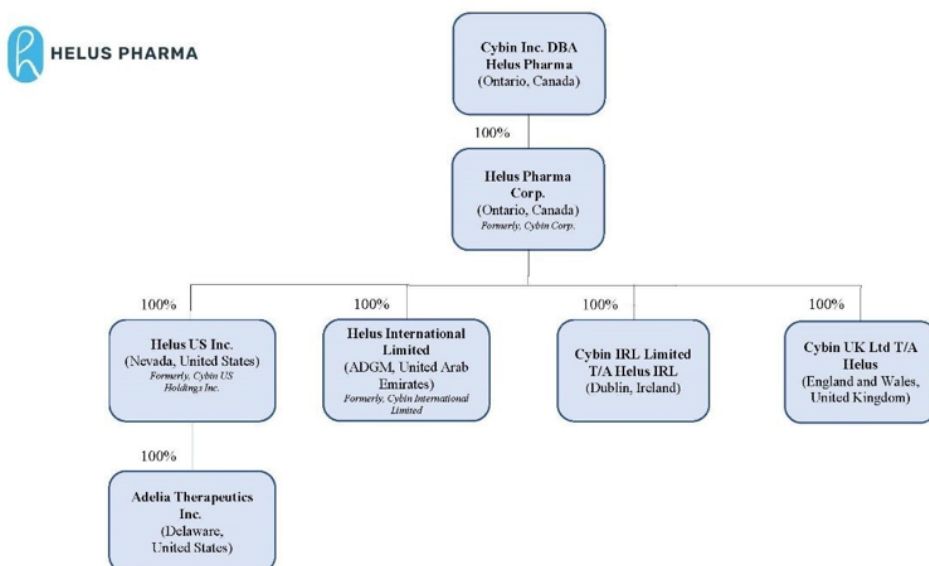 HELUS PHARMA
Cybin Inc. DBA
Helus Pharma
(Ontario, Canada)
100%
Helus Pharma
Corp.
(Ontario, Canada)
Formerly, Cybin Corp.
100%
100%
100%
100%
Helus US Inc.
(Nevada, United States)
Formerly, Cybin US
Holdings Inc.
Helus International
Limited
(ADGM, United Arab
Emirates)
Formerly, Cybin International
Limited
Cybin IRL Limited
T/A Helus IRL
(Dublin, Ireland)
Cybin UK Ltd T/A
Helus
(England and Wales,
United Kingdom)
100%
Adelia Therapeutics
Inc.
(Delaware,
United States)